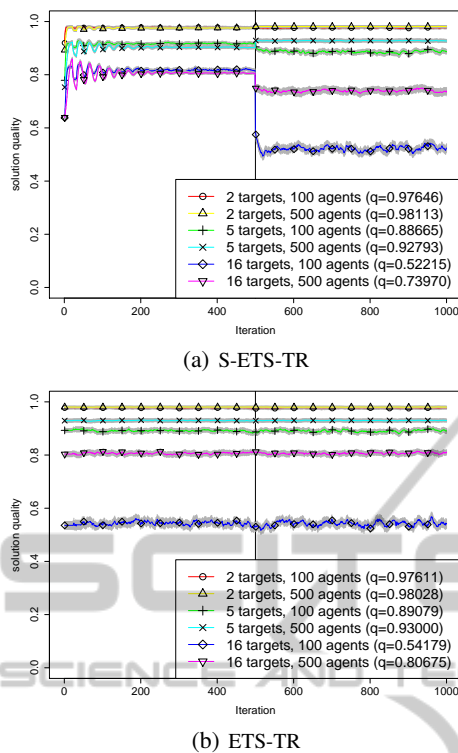 solution quality
1.0
0.8
0.6
0.4
0.2
0.0
2 targets, 100 agents (q=0.97646)
2 targets, 500 agents (q=0.98113)
5 targets, 100 agents (q=0.88665)
5 targets, 500 agents (q=0.92793)
16 targets, 100 agents (q=0.52215)
16 targets, 500 agents (q=0.73970)
0 200 400 600 800 1000
Iteration
(a) S-ETS-TR
solution quality
1.0
0.8
0.6
0.4
0.2
0.0
2 targets, 100 agents (q=0.97611)
2 targets, 500 agents (q=0.98028)
5 targets, 100 agents (q=0.89079)
5 targets, 500 agents (q=0.93000)
16 targets, 100 agents (q=0.54179)
16 targets, 500 agents (q=0.80675)
0 200 400 600 800 1000
Iteration
(b) ETS-TR
SCITE
SCIENCE AND TE